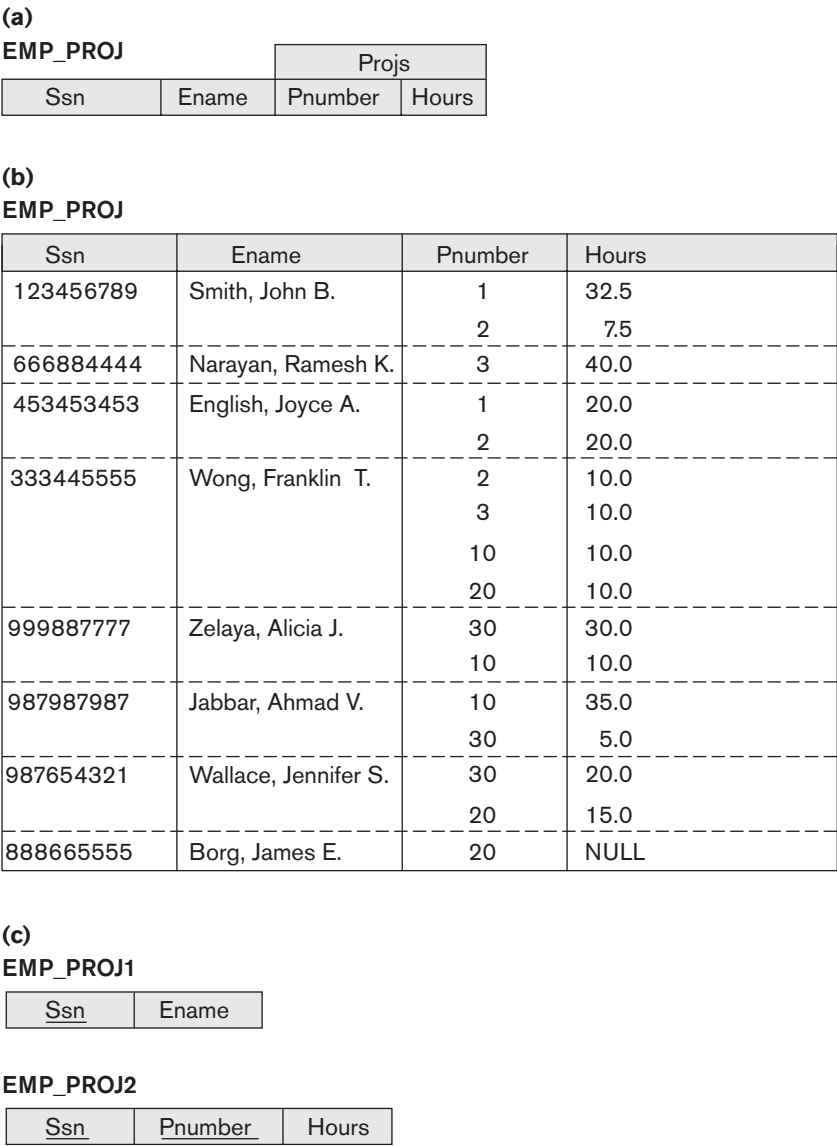 (a)
EMP_PROJ
Projs
Ssn Ename Pnumber Hours
(b)
EMP_PROJ
Ssn Ename Pnumber Hours
123456789 Smith, John B. 1 32.5
2 7.5
666884444 Narayan, Ramesh K. 3 40.0
453453453 English, Joyce A. 1 20.0
2 20.0
333445555 Wong, Franklin T. 2 10.0
3 10.0
10 10.0
20 10.0
999887777 Zelaya, Alicia J. 30 30.0
10 10.0
987987987 Jabbar, Ahmad V. 10 35.0
30 5.0
987654321 Wallace, Jennifer S. 30 20.0
20 15.0
888665555 Borg, James E. 20 NULL
(c)
EMP_PROJ1
Ssn Ename
EMP_PROJ2
Ssn Pnumber Hours